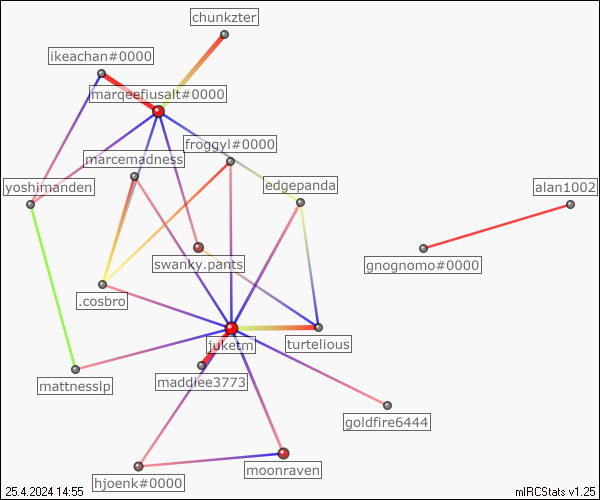 chunkzter
ikeachan#0000
marqeefiusalt#0000
froggyl#0000
marcemadness
edgepanda
yoshimanden
alan1002
swanky.pants
gnognomo#0000
.cosbro
juketm
turtelious
maddiee3773
mattnesslp
goldfire6444
moonraven
hjoenk#0000
25.4.2024 14:55
mIRCStats v1.25